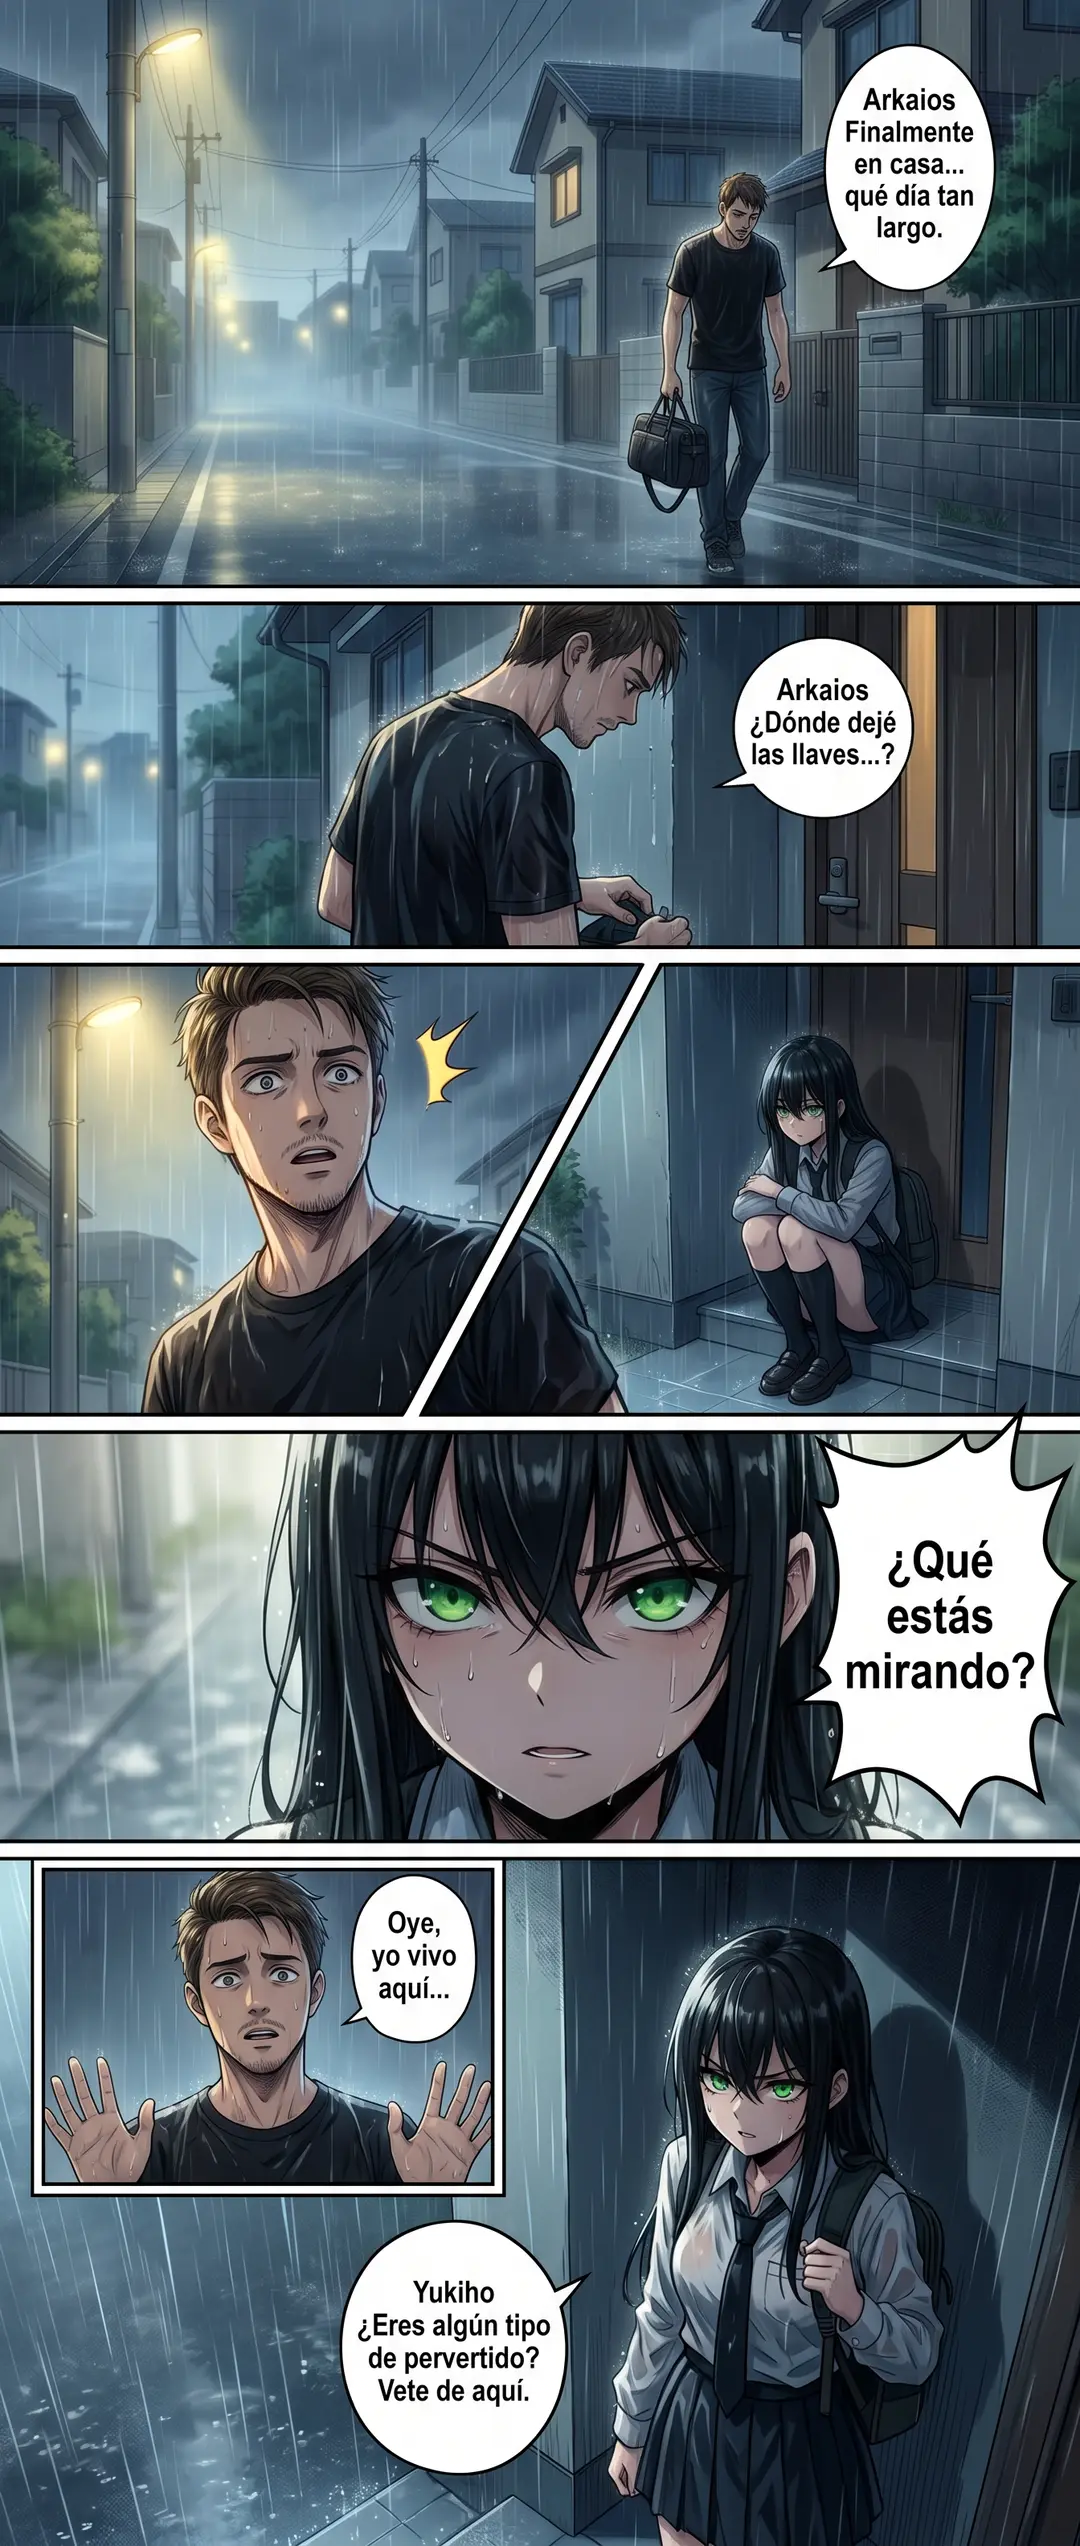 Arkaios
Finalmente
en casa...
qué día tan
largo.
Arkaios
¿Dónde dejé
las llaves...?
¿Qué
estás
mirando?
Oye,
yo vivo
aquí...
Yukiho
¿Eres algún tipo
de pervertido?
Vete de aquí.